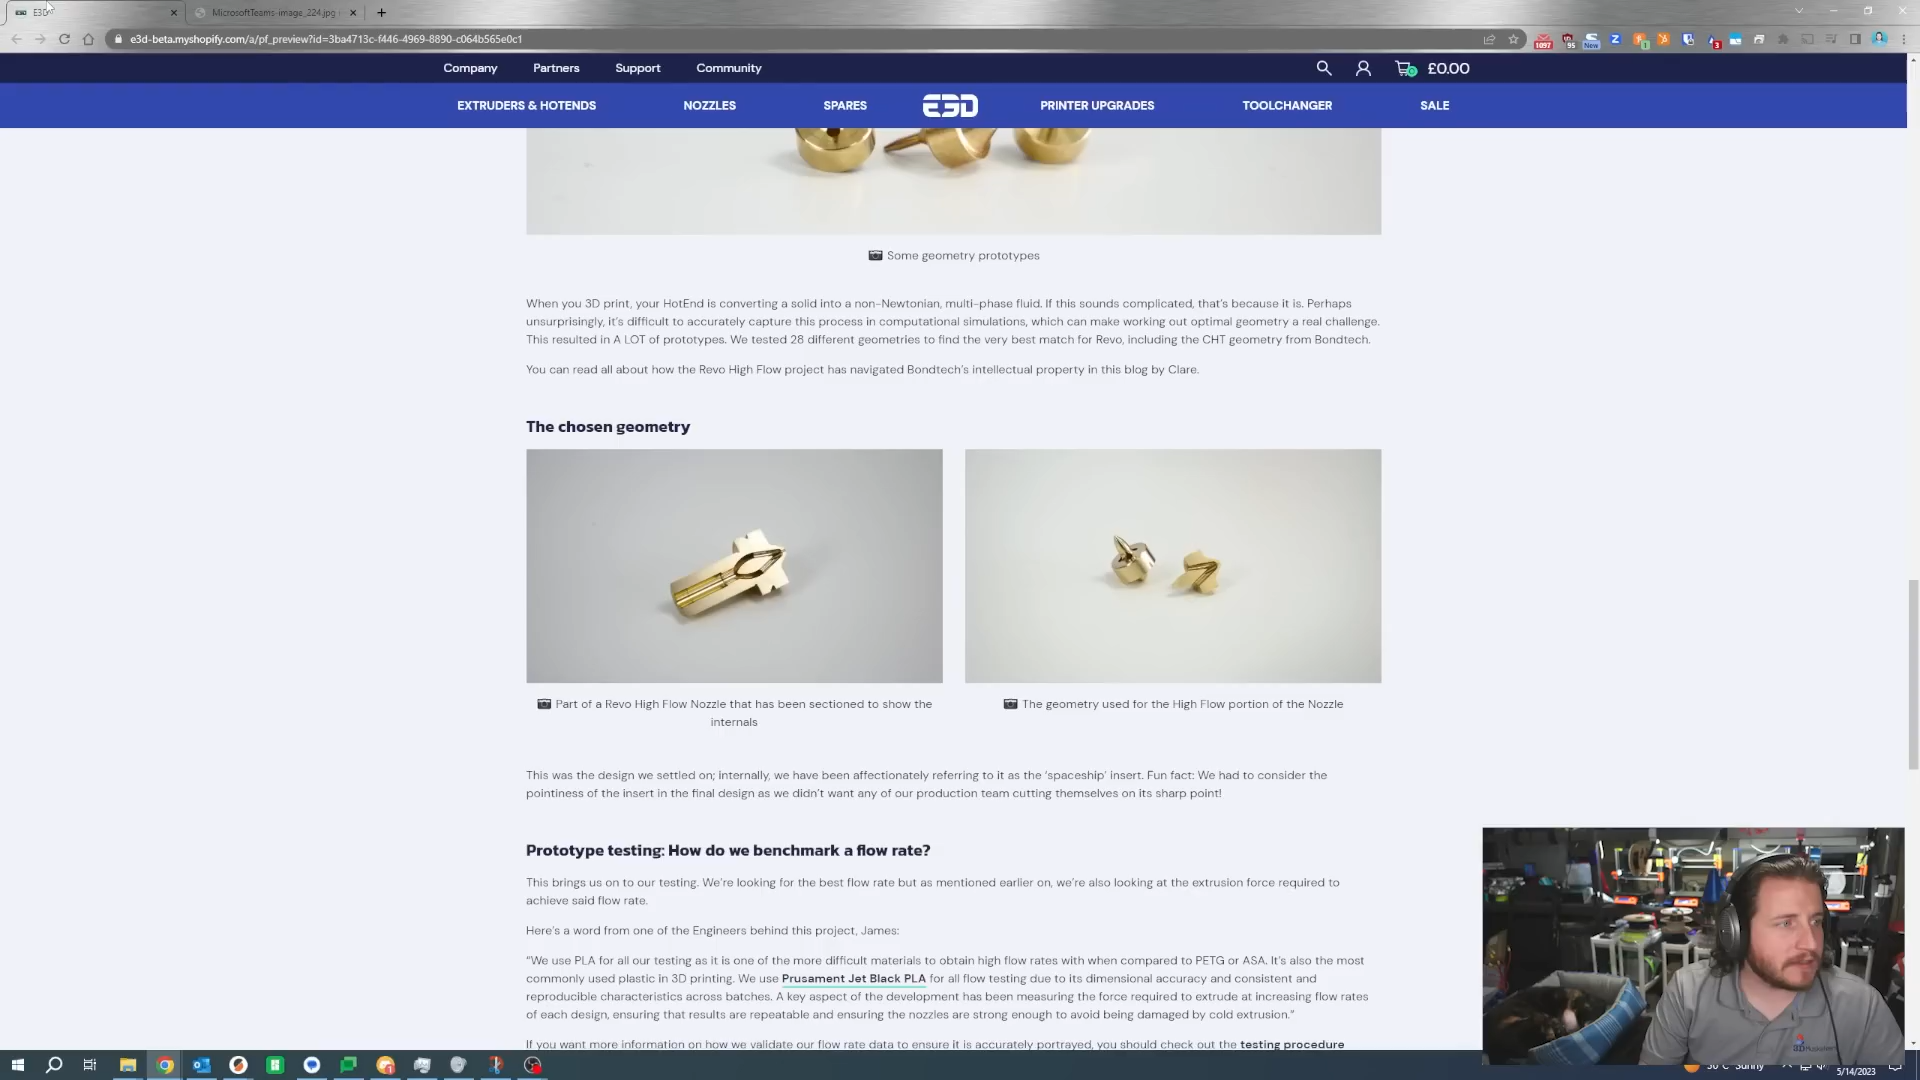 E3D
MicrosoftTeams-image_224.jpg
e3d-beta.myshopify.com/a/pf_preview?id=3ba4713c-f446-4969-8890-c064b565e0c1
1097
95
New
3
Company Partners Support Community
0 £0.00
EXTRUDERS & HOTENDS NOZZLES SPARES E3D PRINTER UPGRADES TOOLCHANGER SALE
Some geometry prototypes
When you 3D print, your HotEnd is converting a solid into a non-Newtonian, multi-phase fluid. If this sounds complicated, that's because it is. Perhaps
unsurprisingly, it's difficult to accurately capture this process in computational simulations, which can make working out optimal geometry a real challenge.
This resulted in A LOT of prototypes. We tested 28 different geometries to find the very best match for Revo, including the CHT geometry from Bondtech.
You can read all about how the Revo High Flow project has navigated Bondtech's intellectual property in this blog by Clare.
The chosen geometry
Part of a Revo High Flow Nozzle that has been sectioned to show the
internals
The geometry used for the High Flow portion of the Nozzle
This was the design we settled on; internally, we have been affectionately referring to it as the 'spaceship' insert. Fun fact: We had to consider the
pointiness of the insert in the final design as we didn't want any of our production team cutting themselves on its sharp point!
Prototype testing: How do we benchmark a flow rate?
This brings us on to our testing. We're looking for the best flow rate but as mentioned earlier on, we're also looking at the extrusion force required to
achieve said flow rate.
Here's a word from one of the Engineers behind this project, James:
"We use PLA for all our testing as it is one of the more difficult materials to obtain high flow rates with when compared to PETG or ASA. It's also the most
commonly used plastic in 3D printing. We use Prusament Jet Black PLA for all flow testing due to its dimensional accuracy and consistent and
reproducible characteristics across batches. A key aspect of the development has been measuring the force required to extrude at increasing flow rates
of each design, ensuring that results are repeatable and ensuring the nozzles are strong enough to avoid being damaged by cold extrusion."
If you want more information on how we validate our flow rate data to ensure it is accurately portrayed, you should check out the testing procedure
Sunny
5/14/2023